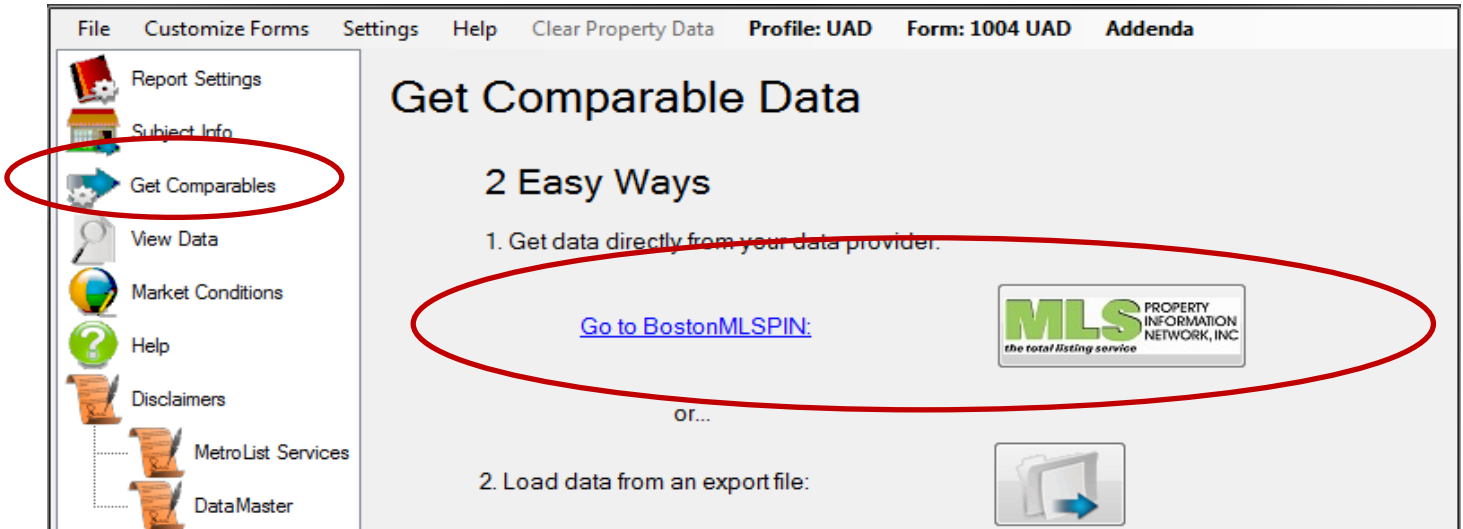 File Customize Forms Settings Help Clear Property Data Profile: UAD Form: 1004 UAD Addenda
Report Settings
Subject Info
Get Comparables
View Data
Market Conditions
Help
Disclaimers
MetroList Services
DataMaster
Get Comparable Data
2 Easy Ways
1. Get data directly from your data provider.
Go to BostonMLSPIN:
MLS PROPERTY
INFORMATION
NETWORK, INC
the total listing service
or...
2. Load data from an export file: